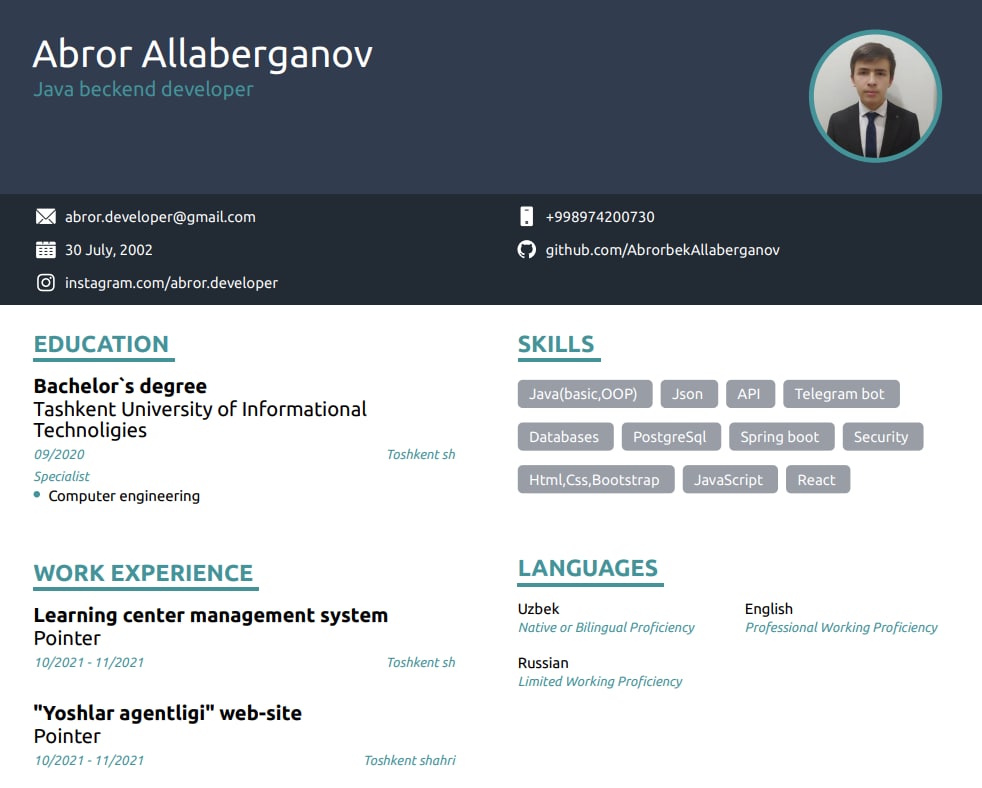 Abror Allaberganov
Java beckend developer
abror.developer@gmail.com
+998974200730
30 July, 2002
github.com/AbrorbekAllaberganov
instagram.com/abror.developer
EDUCATION
Bachelor`s degree
Tashkent University of Informational
Technoligies
09/2020 Toshkent sh
Specialist
Computer engineering
WORK EXPERIENCE
Learning center management system
Pointer
10/2021 - 11/2021 Toshkent sh
"Yoshlar agentligi" web-site
Pointer
10/2021 - 11/2021 Toshkent shahri
SKILLS
Java(basic,OOP) Json API Telegram bot
Databases PostgreSql Spring boot Security
Html,Css,Bootstrap JavaScript React
LANGUAGES
Uzbek English
Native or Bilingual Proficiency Professional Working Proficiency
Russian
Limited Working Proficiency